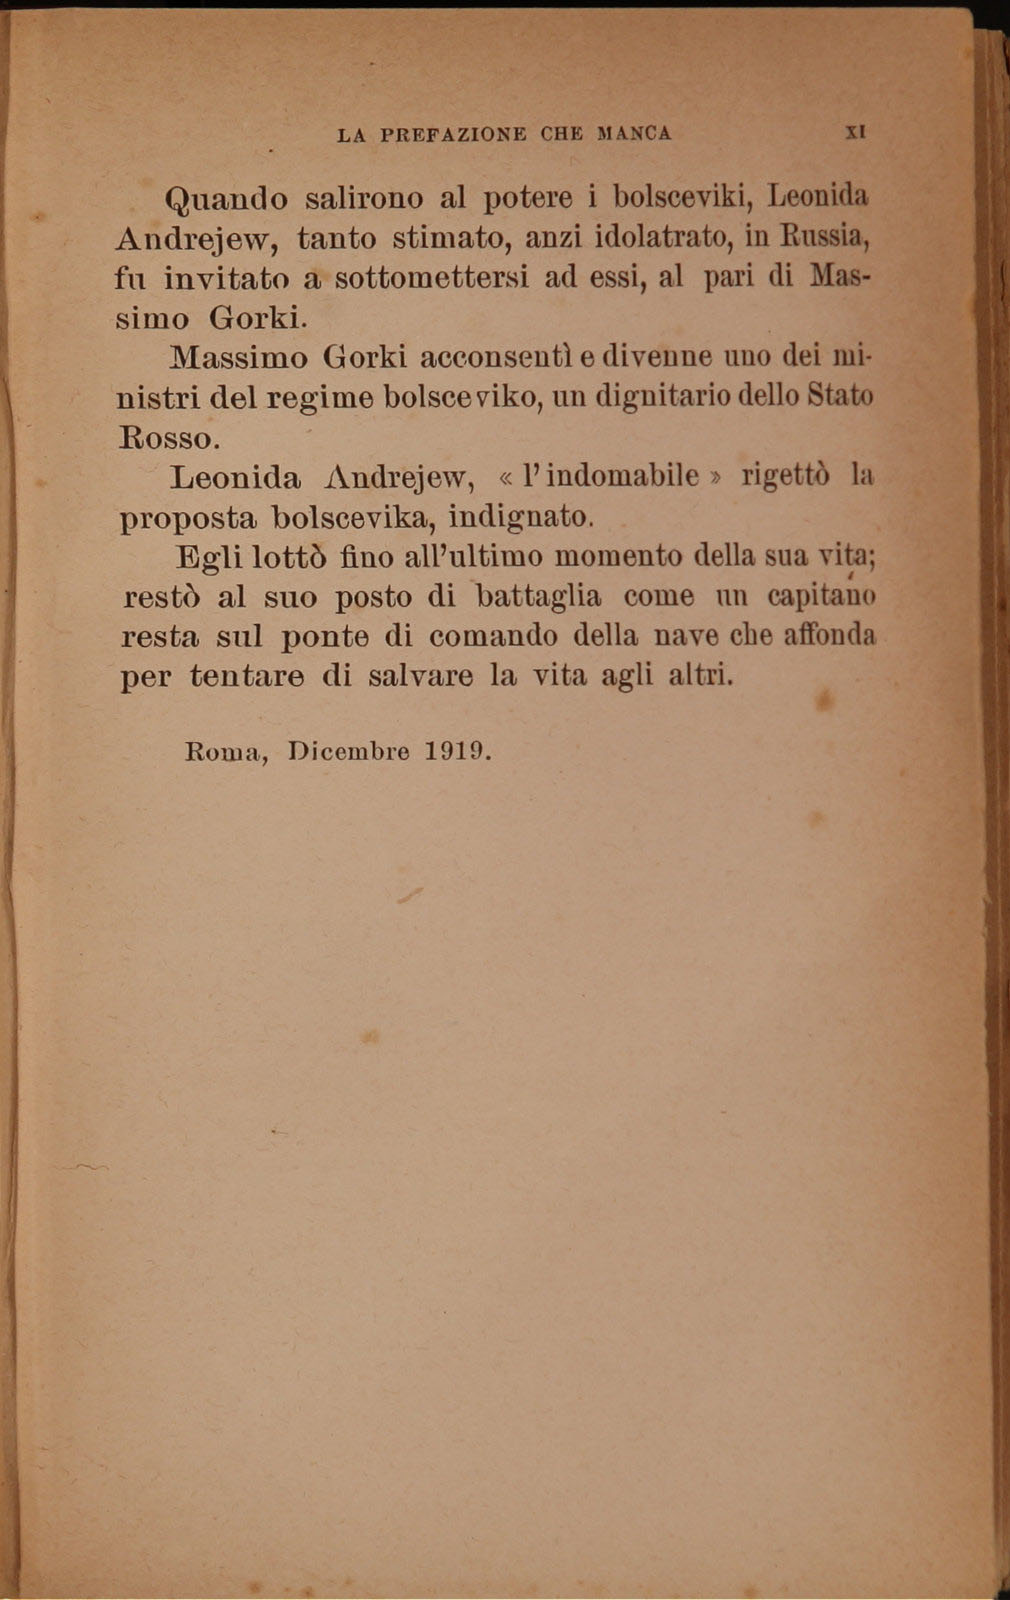 LA PREFAZIONE CHE MANCA XI
Quando salirono al potere i bolsceviki, Leonida
Andrejew, tanto stimato, anzi idolatrato, in Russia,
fu invitato a sottomettersi ad essi, al pari di Mas-
simo Gorki.
Massimo Gorki acconsentì e divenne uno dei mi-
nistri del regime bolsceviko, un dignitario dello Stato
Rosso.
Leonida Andrejew, « l'indomabile » rigettò la
proposta bolscevika, indignato.
Egli lottò fino all'ultimo momento della sua vita;
restò al suo posto di battaglia come un capitano
resta sul ponte di comando della nave che affonda
per tentare di salvare la vita agli altri.
Roma, Dicembre 1919.